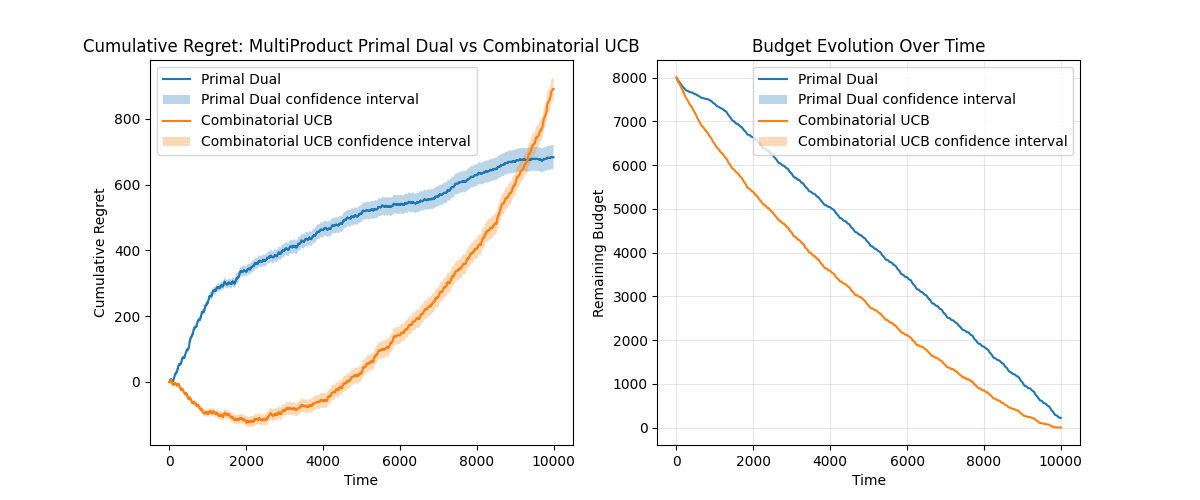 Cumulative Regret: MultiProduct Primal Dual vs Combinatorial UCB
Primal Dual
Primal Dual confidence interval
Combinatorial UCB
Combinatorial UCB confidence interval
800
600
400
200
0
Cumulative Regret
0 2000 4000 6000 8000 10000
Time
Budget Evolution Over Time
Primal Dual
Primal Dual confidence interval
Combinatorial UCB
Combinatorial UCB confidence interval
8000
7000
6000
5000
4000
3000
2000
1000
0
Remaining Budget
0 2000 4000 6000 8000 10000
Time